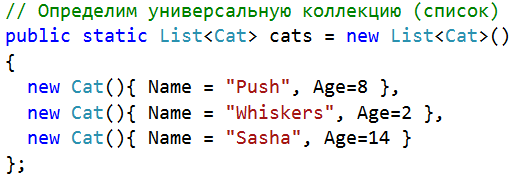 // Определим универсальную коллекцию (список)
public static List<Cat> cats = new List<Cat>()
{
  new Cat(){ Name = "Push", Age=8 },
  new Cat(){ Name = "Whiskers", Age=2 },
  new Cat(){ Name = "Sasha", Age=14 }
};